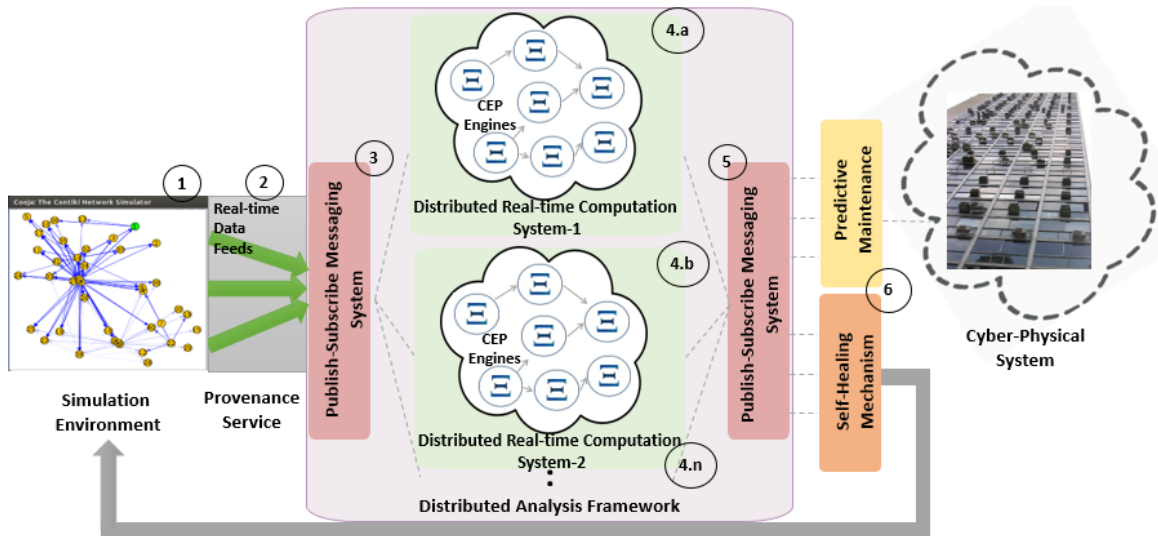 1
Cooja: The Contiki Network Simulator
Simulation
Environment
2
Real-time
Data
Feeds
Provenance
Service
3
Publish-Subscribe Messaging
System
4.a
Ξ
Ξ
Ξ
Ξ
Ξ
Ξ
Ξ
CEP
Engines
Distributed Real-time Computation
System-1
4.b
Ξ
Ξ
Ξ
Ξ
Ξ
Ξ
Ξ
CEP
Engines
Distributed Real-time Computation
System-2
4.n
Distributed Analysis Framework
5
Publish-Subscribe Messaging
System
Predictive
Maintenance
6
Self-Healing
Mechanism
Cyber-Physical
System